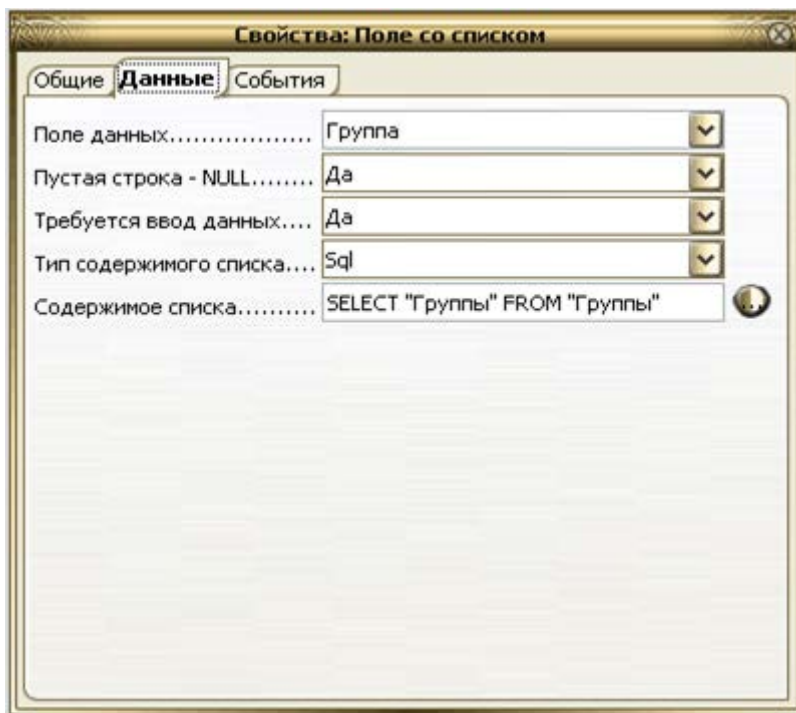 Свойства: Поле со списком
Общие Данные События
Поле данных.................. Группа
Пустая строка - NULL........ Да
Требуется ввод данных.... Да
Тип содержимого списка.... Sql
Содержимое списка.......... SELECT "Группы" FROM "Группы"
...